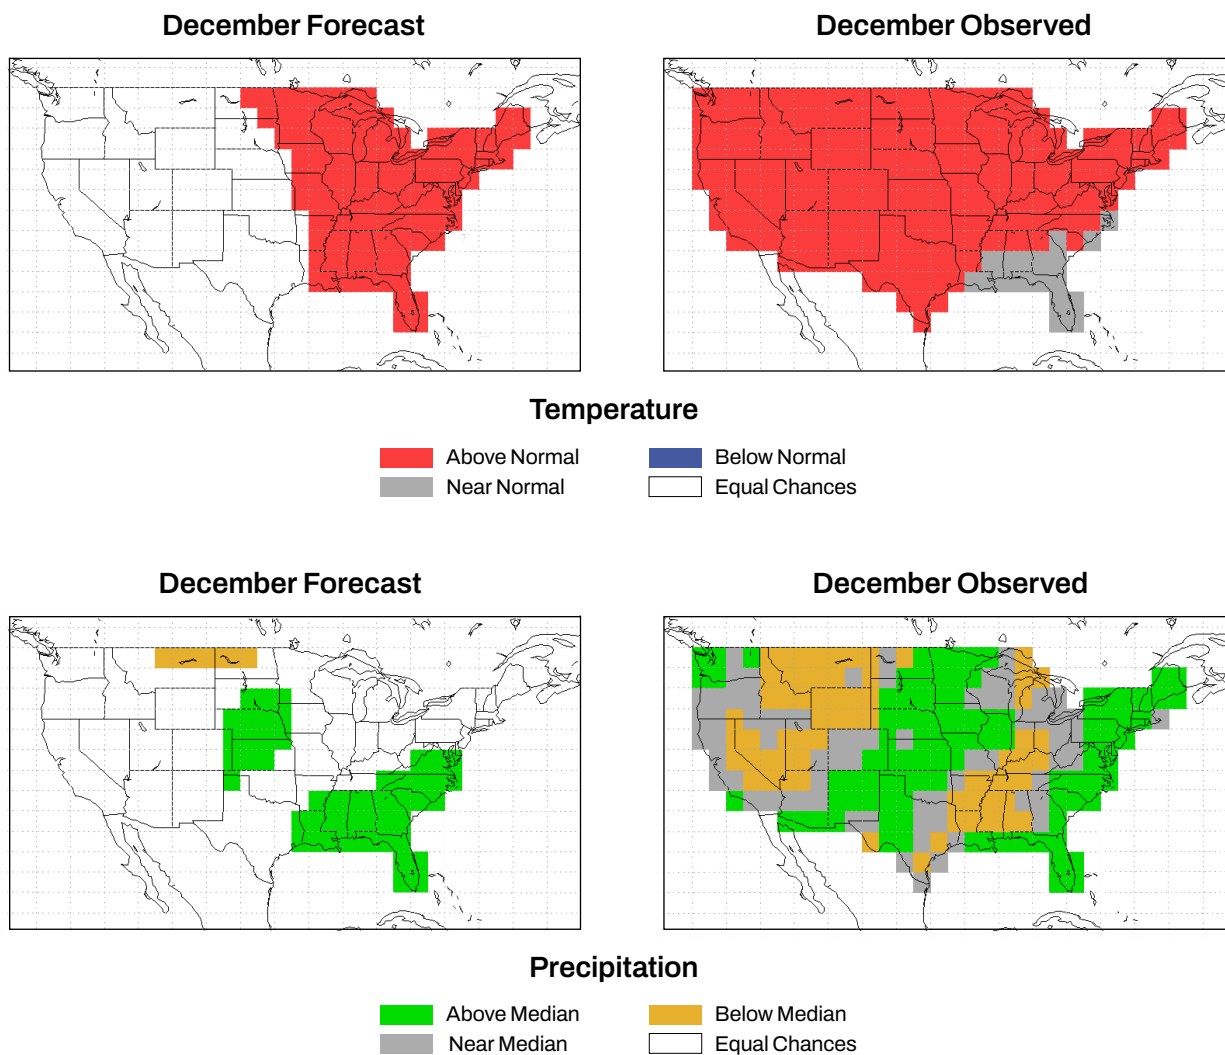 December Forecast
December Observed
Temperature
Above Normal
Below Normal
Near Normal
Equal Chances
December Forecast
December Observed
Precipitation
Above Median
Below Median
Near Median
Equal Chances